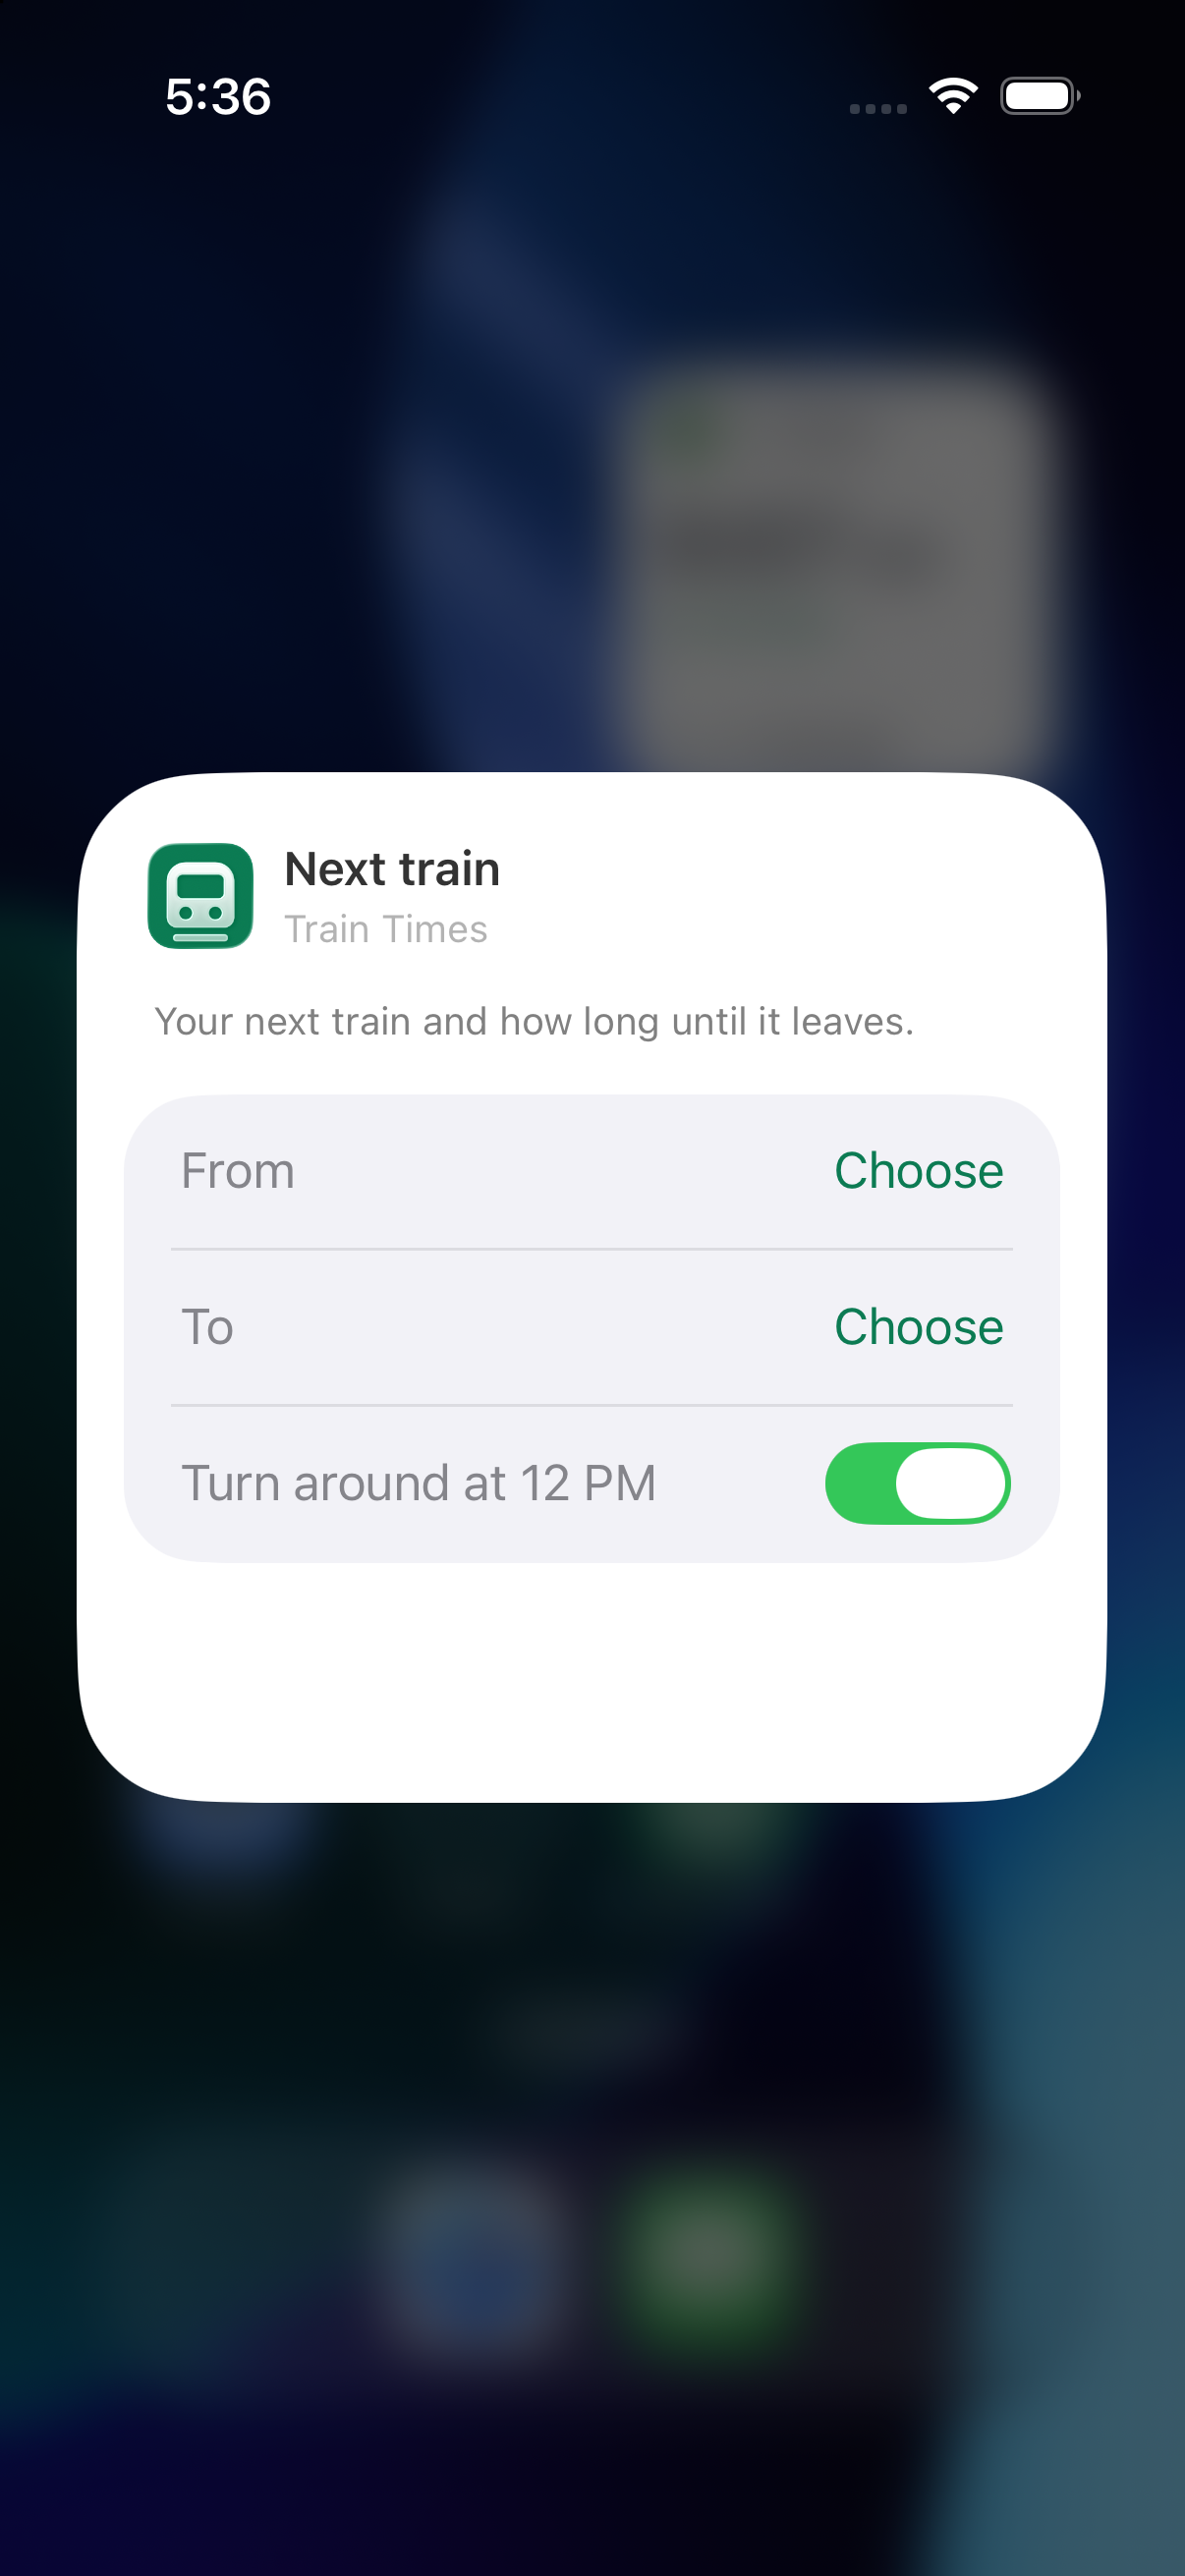 5:36
Next train
Train Times
Your next train and how long until it leaves.
From
Choose
To
Choose
Turn around at 12 PM